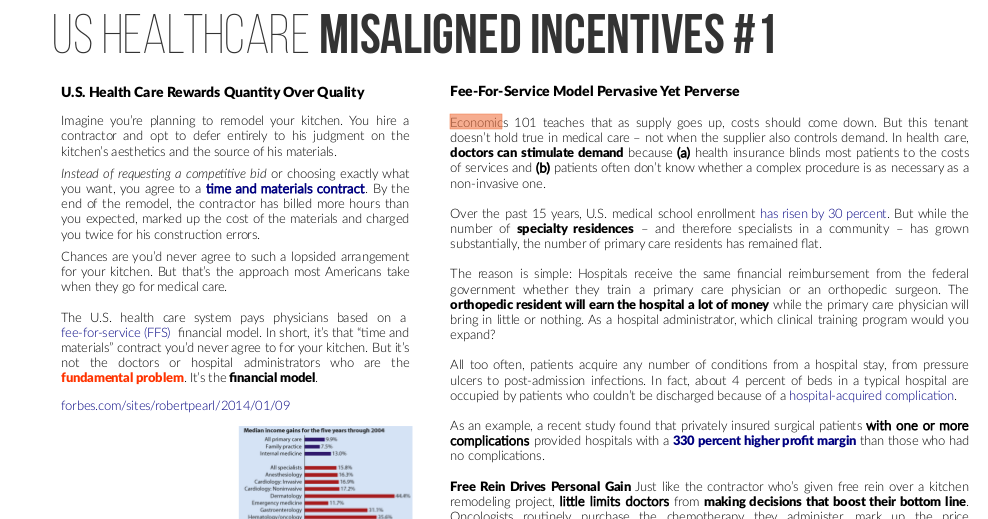 US HEALTHCARE MISALIGNED INCENTIVES #1
U.S. Health Care Rewards Quantity Over Quality
Imagine you're planning to remodel your kitchen. You hire a
contractor and opt to defer entirely to his judgment on the
kitchen's aesthetics and the source of his materials.
Instead of requesting a competitive bid or choosing exactly what
you want, you agree to a time and materials contract. By the
end of the remodel, the contractor has billed more hours than
you expected, marked up the cost of the materials and charged
you twice for his construction errors.
Chances are you'd never agree to such a lopsided arrangement
for your kitchen. But that's the approach most Americans take
when they go for medical care.
The U.S. health care system pays physicians based on a
fee-for-service (FFS) financial model. In short, it's that "time and
materials" contract you'd never agree to for your kitchen. But it's
not the doctors or hospital administrators who are the
fundamental problem. It's the financial model.
forbes.com/sites/robertpearl/2014/01/09
Median income gains for the five years through 2004
All primary care 9.9%
Family practice 7.5%
Internal medicine 13.0%
All specialists 15.8%
Anesthesiology 16.3%
Cardiology: Invasive 16.9%
Cardiology: Noninvasive 17.2%
Dermatology 44.4%
Emergency medicine 11.7%
Gastroenterology 31.1%
Hematology/oncology 35.6%
Fee-For-Service Model Pervasive Yet Perverse
Economics 101 teaches that as supply goes up, costs should come down. But this tenant
doesn't hold true in medical care – not when the supplier also controls demand. In health care,
doctors can stimulate demand because (a) health insurance blinds most patients to the costs
of services and (b) patients often don't know whether a complex procedure is as necessary as a
non-invasive one.
Over the past 15 years, U.S. medical school enrollment has risen by 30 percent. But while the
number of specialty residences – and therefore specialists in a community – has grown
substantially, the number of primary care residents has remained flat.
The reason is simple: Hospitals receive the same financial reimbursement from the federal
government whether they train a primary care physician or an orthopedic surgeon. The
orthopedic resident will earn the hospital a lot of money while the primary care physician will
bring in little or nothing. As a hospital administrator, which clinical training program would you
expand?
All too often, patients acquire any number of conditions from a hospital stay, from pressure
ulcers to post-admission infections. In fact, about 4 percent of beds in a typical hospital are
occupied by patients who couldn't be discharged because of a hospital-acquired complication.
As an example, a recent study found that privately insured surgical patients with one or more
complications provided hospitals with a 330 percent higher profit margin than those who had
no complications.
Free Rein Drives Personal Gain Just like the contractor who's given free rein over a kitchen
remodeling project, little limits doctors from making decisions that boost their bottom line.
Oncologists routinely purchase the chemotherapy they administer, mark up the price